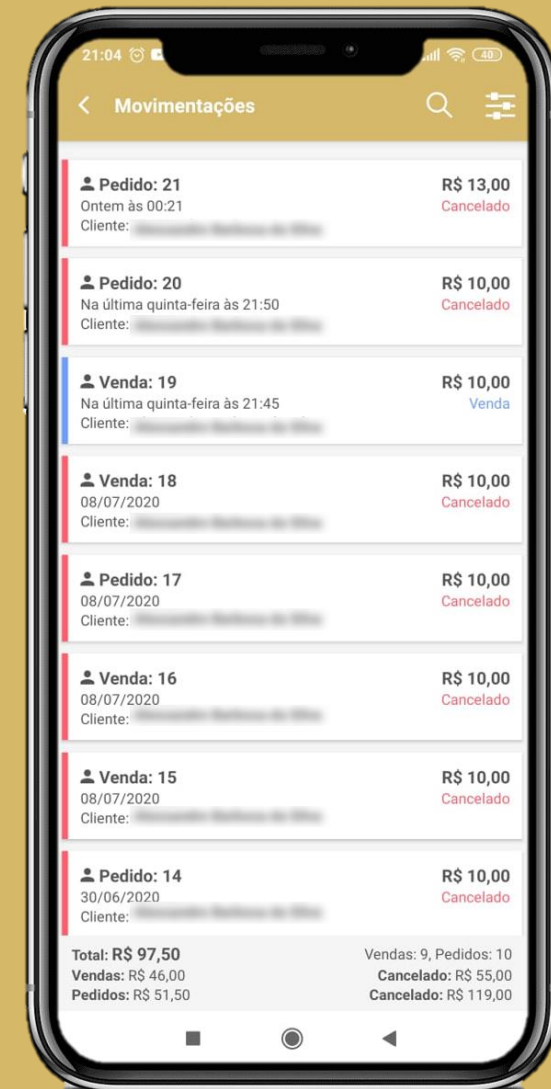 21:04
40
Movimentações
Pedido: 21 R$ 13,00
Ontem às 00:21 Cancelado
Cliente:
Pedido: 20 R$ 10,00
Na última quinta-feira às 21:50 Cancelado
Cliente:
Venda: 19 R$ 10,00
Na última quinta-feira às 21:45 Venda
Cliente:
Venda: 18 R$ 10,00
08/07/2020 Cancelado
Cliente:
Pedido: 17 R$ 10,00
08/07/2020 Cancelado
Cliente:
Venda: 16 R$ 10,00
08/07/2020 Cancelado
Cliente:
Venda: 15 R$ 10,00
08/07/2020 Cancelado
Cliente:
Pedido: 14 R$ 10,00
30/06/2020 Cancelado
Cliente:
Total: R$ 97,50 Vendas: 9, Pedidos: 10
Vendas: R$ 46,00 Cancelado: R$ 55,00
Pedidos: R$ 51,50 Cancelado: R$ 119,00